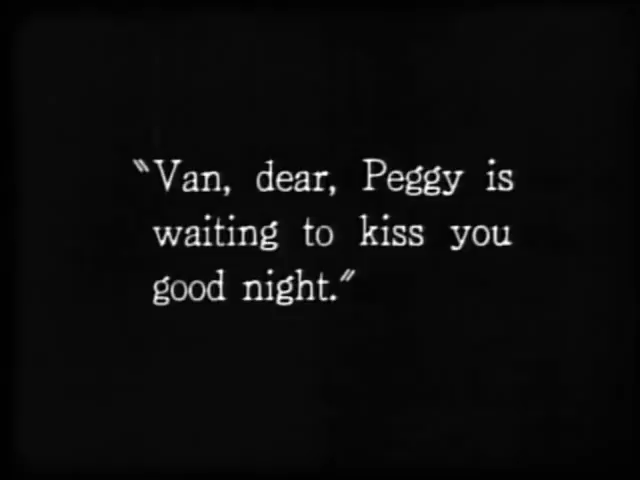 "Van, dear, Peggy is
waiting to kiss you
good night."